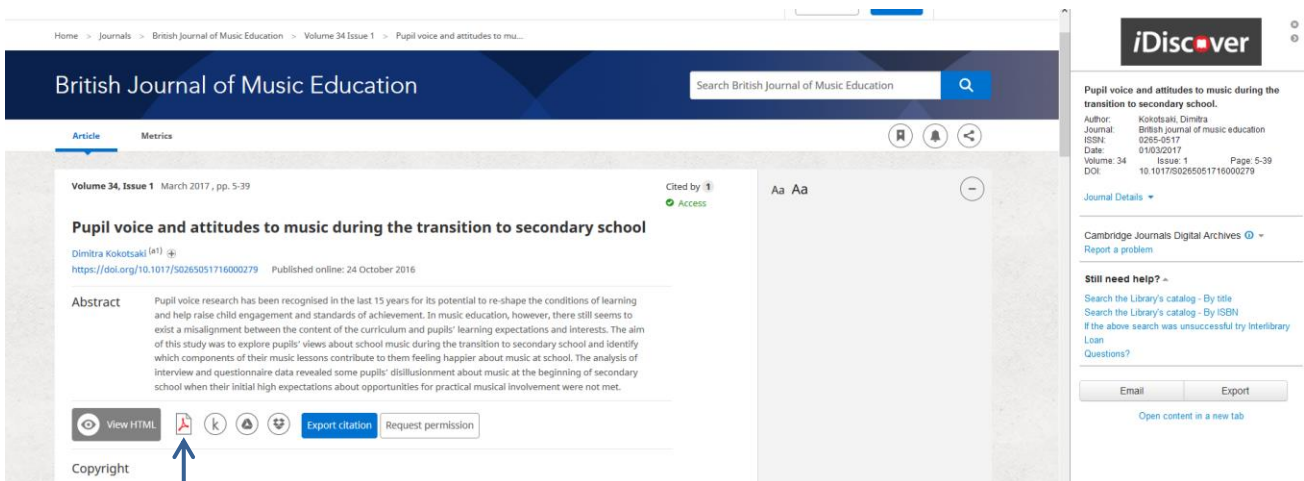 Home > Journals > British Journal of Music Education > Volume 34 Issue 1 > Pupil voice and attitudes to mu...
British Journal of Music Education
Search British Journal of Music Education
Article Metrics
Volume 34, Issue 1 March 2017 , pp. 5-39
Cited by 1
Access
Aa Aa
Pupil voice and attitudes to music during the transition to secondary school
Dimitra Kokotsaki (a1)
https://doi.org/10.1017/S0265051716000279 Published online: 24 October 2016
Abstract
Pupil voice research has been recognised in the last 15 years for its potential to re-shape the conditions of learning
and help raise child engagement and standards of achievement. In music education, however, there still seems to
exist a misalignment between the content of the curriculum and pupils' learning expectations and interests. The aim
of this study was to explore pupils' views about school music during the transition to secondary school and identify
which components of their music lessons contribute to them feeling happier about music at school. The analysis of
interview and questionnaire data revealed some pupils' disillusionment about music at the beginning of secondary
school when their initial high expectations about opportunities for practical musical involvement were not met.
View HTML k Export citation Request permission
Copyright
iDiscover
Pupil voice and attitudes to music during the
transition to secondary school.
Author: Kokotsaki, Dimitra
Journal: British journal of music education
ISSN: 0265-0517
Date: 01/03/2017
Volume: 34 Issue: 1 Page: 5-39
DOI: 10.1017/S0265051716000279
Journal Details
Cambridge Journals Digital Archives
Report a problem
Still need help?
Search the Library's catalog - By title
Search the Library's catalog - By ISBN
If the above search was unsuccessful try Interlibrary
Loan
Questions?
Email Export
Open content in a new tab